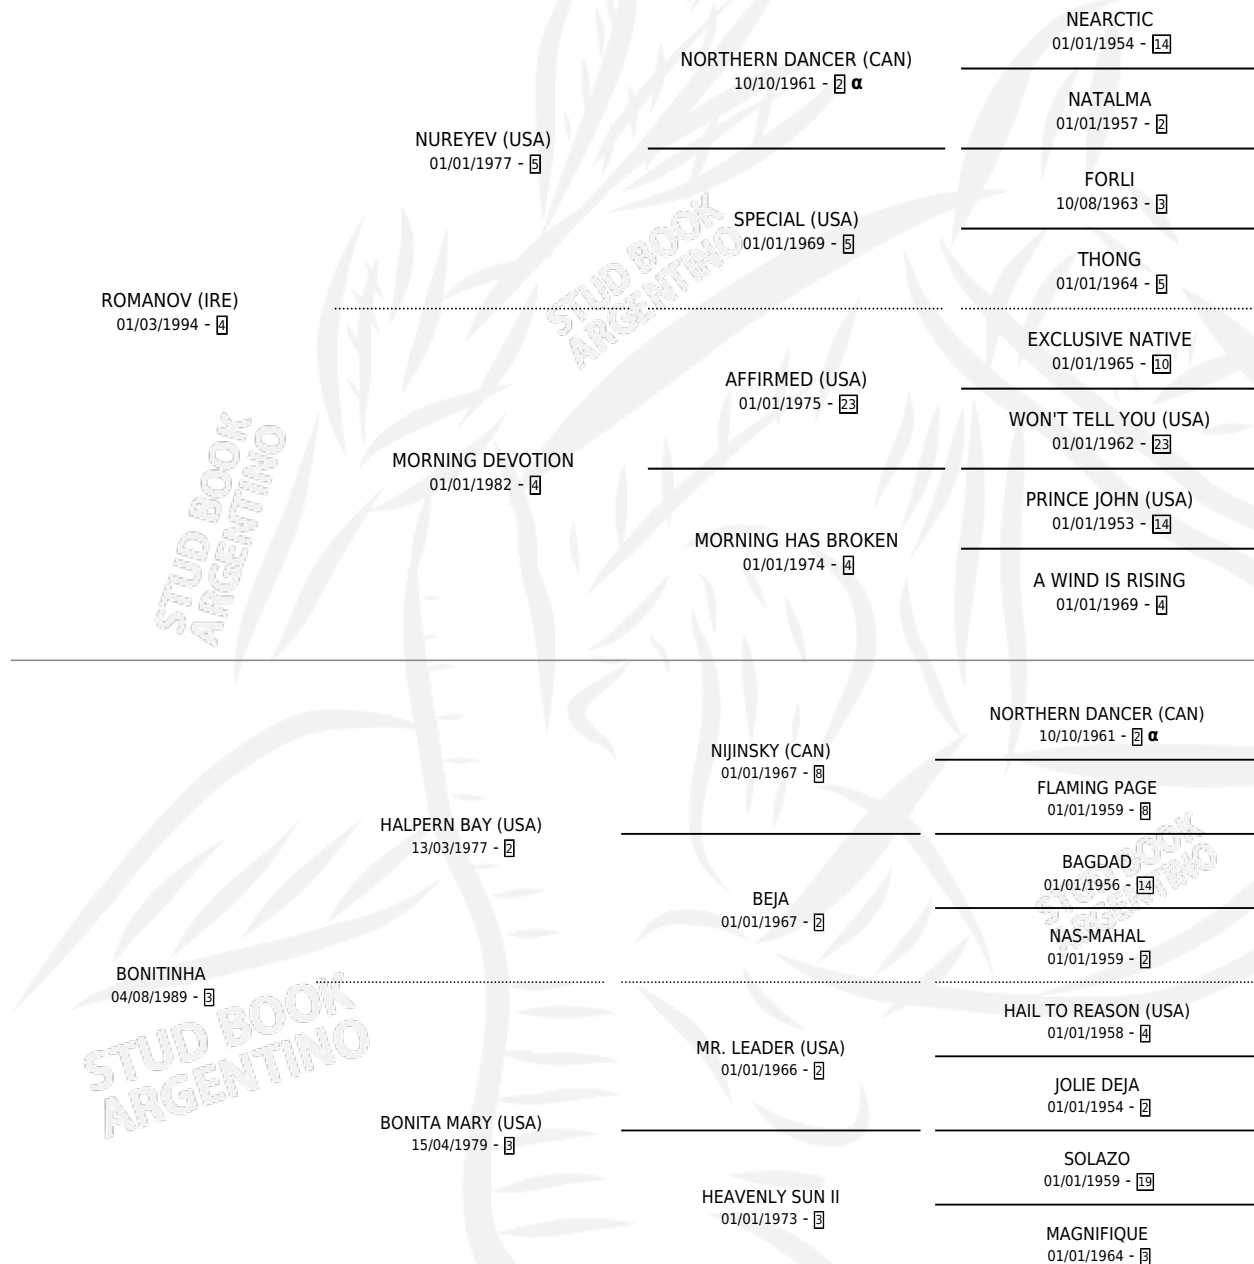 NEARCTIC
01/01/1954 - 14
NORTHERN DANCER (CAN)
10/10/1961 - 2 α
NATALMA
01/01/1957 - 2
NUREYEV (USA)
01/01/1977 - 5
FORLI
10/08/1963 - 3
SPECIAL (USA)
01/01/1969 - 5
THONG
01/01/1964 - 5
ROMANOV (IRE)
01/03/1994 - 4
EXCLUSIVE NATIVE
01/01/1965 - 10
AFFIRMED (USA)
01/01/1975 - 23
WON'T TELL YOU (USA)
01/01/1962 - 23
MORNING DEVOTION
01/01/1982 - 4
PRINCE JOHN (USA)
01/01/1953 - 14
MORNING HAS BROKEN
01/01/1974 - 4
A WIND IS RISING
01/01/1969 - 4
NORTHERN DANCER (CAN)
10/10/1961 - 2 α
NIJINSKY (CAN)
01/01/1967 - 8
FLAMING PAGE
01/01/1959 - 8
HALPERN BAY (USA)
13/03/1977 - 2
BAGDAD
01/01/1956 - 14
BEJA
01/01/1967 - 2
NAS-MAHAL
01/01/1959 - 2
BONITINHA
04/08/1989 - 3
HAIL TO REASON (USA)
01/01/1958 - 4
MR. LEADER (USA)
01/01/1966 - 2
JOLIE DEJA
01/01/1954 - 2
BONITA MARY (USA)
15/04/1979 - 3
SOLAZO
01/01/1959 - 19
HEAVENLY SUN II
01/01/1973 - 3
MAGNIFIQUE
01/01/1964 - 3
STUD BOOK
ARGENTINO
STUD BOOK
ARGENTINO
STUD BOOK
ARGENTINO
STUD BOOK
ARGENTINO